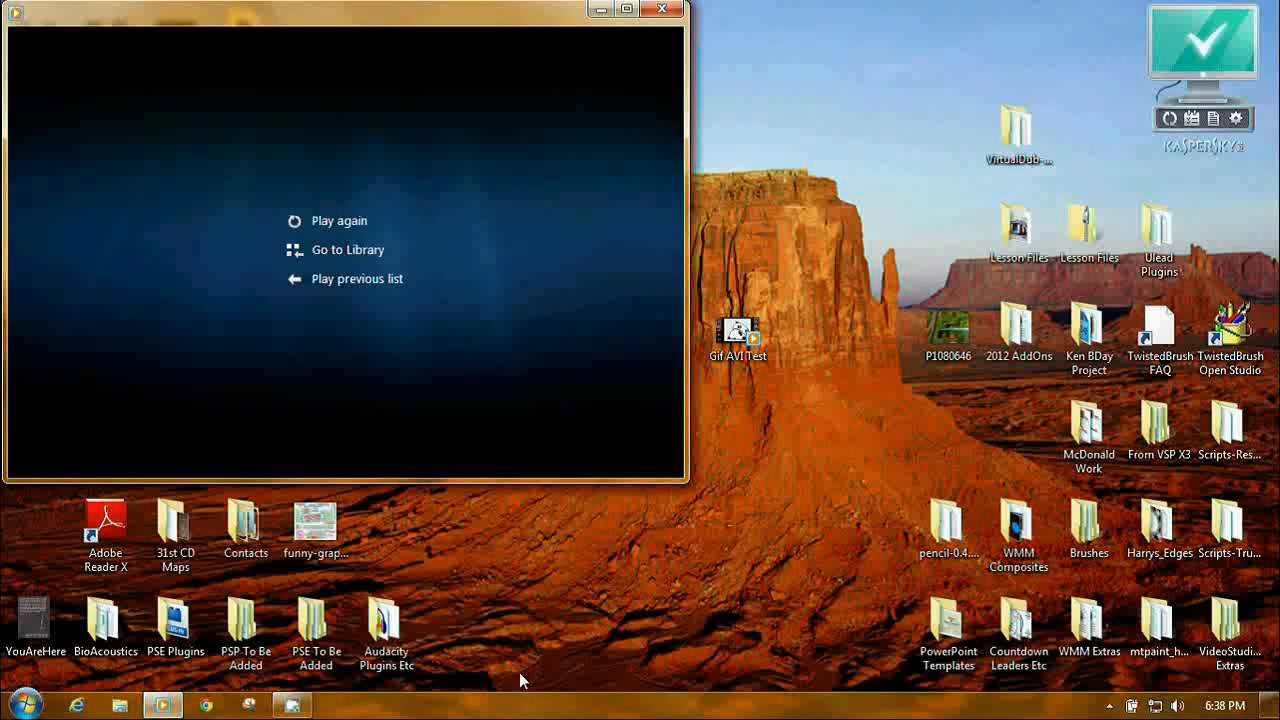 Play again
Go to Library
Play previous list
KASPERSKY
VirtualDub-...
Lesson Files
Lesson Files
Ulead
Plugins
Gif AVI Test
P1080646
2012 AddOns
Ken BDay
Project
TwistedBrush
FAQ
TwistedBrush
Open Studio
McDonald
Work
From VSP X3
Scripts-Res...
Adobe
Reader X
31st CD
Maps
Contacts
funny-grap...
pencil-0.4....
WMM
Composites
Brushes
Harrys_Edges
Scripts-Tru...
YouAreHere
BioAcoustics
PSE Plugins
PSP To Be
Added
PSE To Be
Added
Audacity
Plugins Etc
PowerPoint
Templates
Countdown
Leaders Etc
WMM Extras
mtpaint_h...
VideoStudi...
Extras
6:38 PM